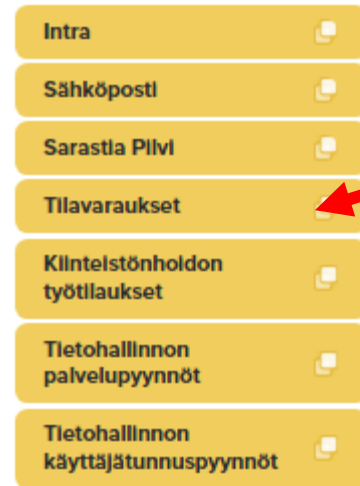 Intra
Sähköposti
Sarastia Pilvi
Tilavaraukset
Kiinteistönhoidon
työtilaukset
Tietohallinnon
palvelupyynnöt
Tietohallinnon
käyttäjätunnuspyynnöt